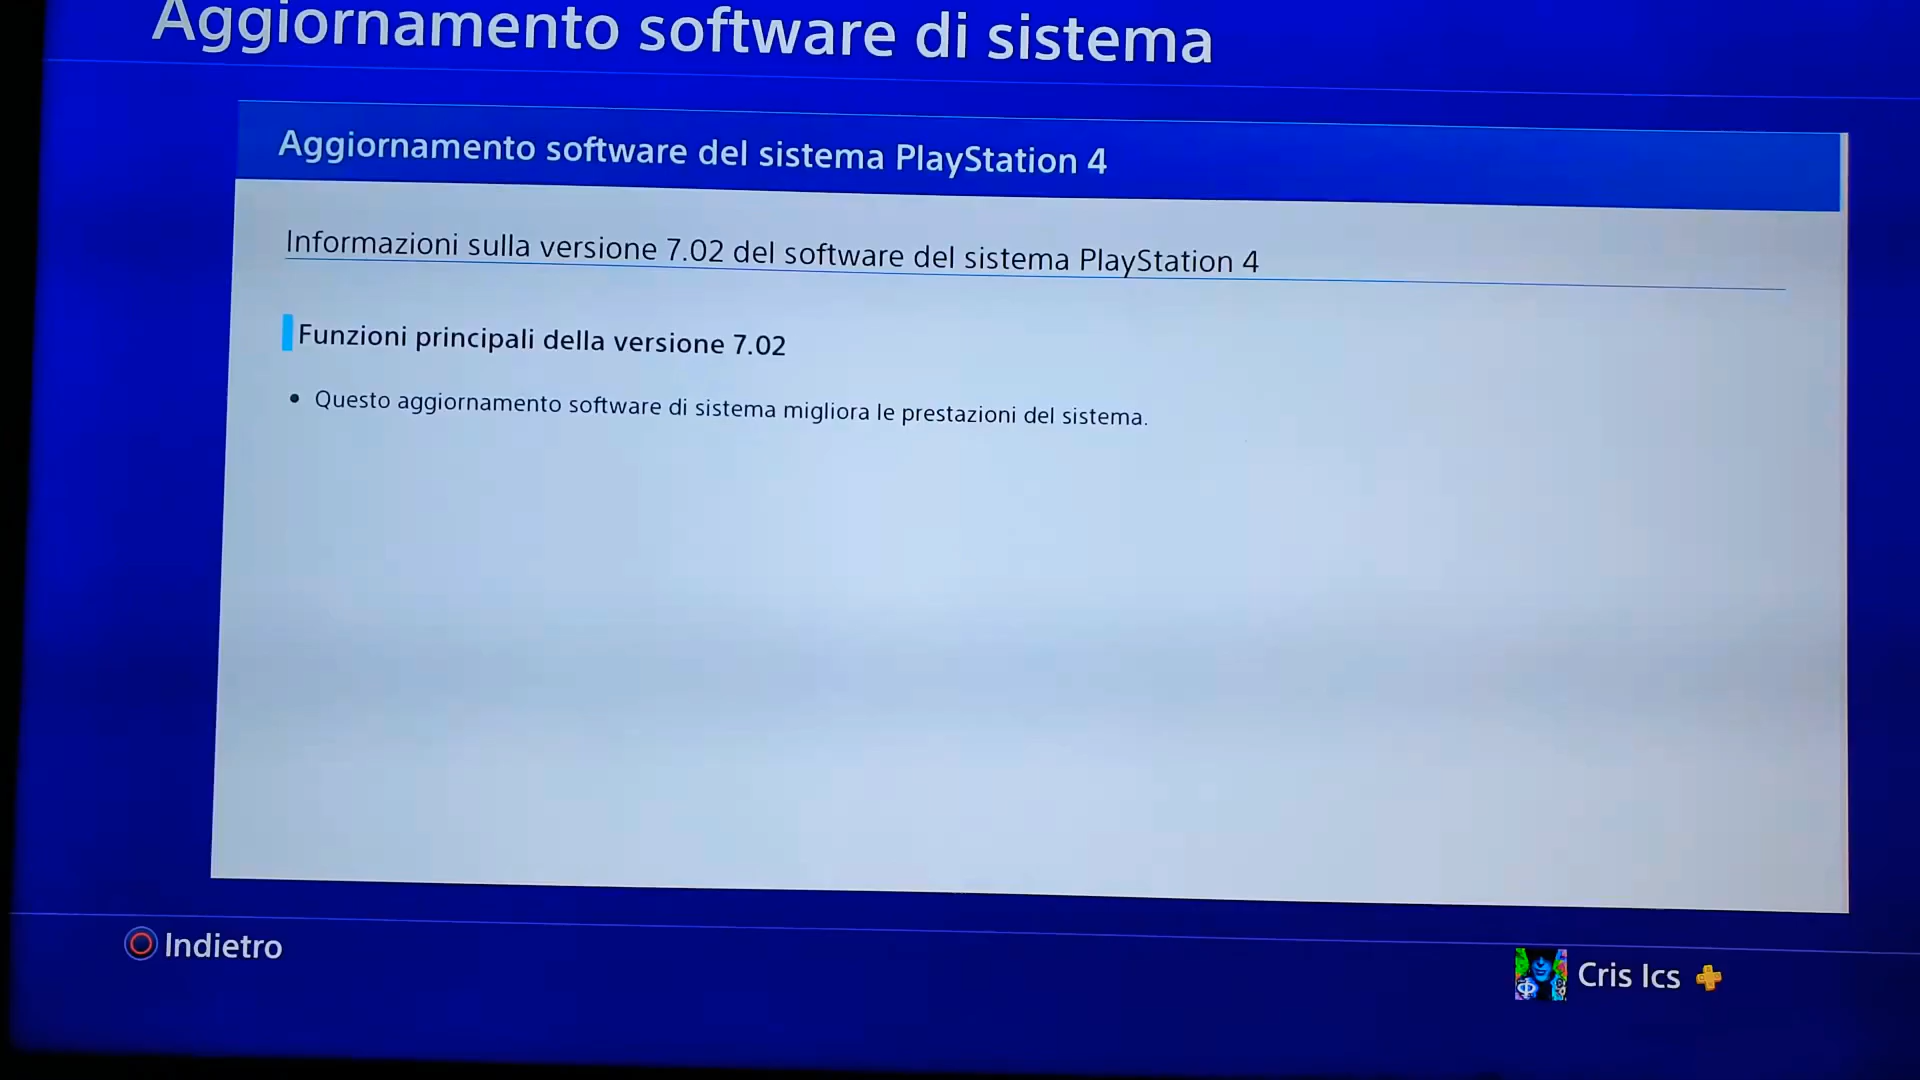 Aggiornamento software di sistema
Aggiornamento software del sistema PlayStation 4
Informazioni sulla versione 7.02 del software del sistema PlayStation 4
Funzioni principali della versione 7.02
• Questo aggiornamento software di sistema migliora le prestazioni del sistema.
Indietro
Cris Ics